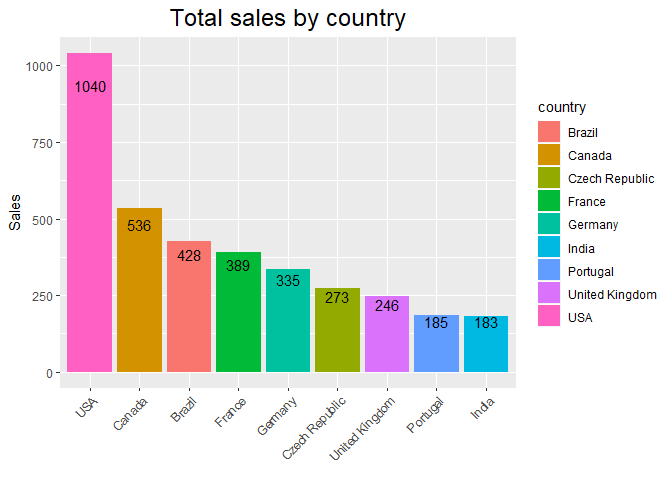 Total sales by country
Sales
1000
750
500
250
0
1040
536
428
389
335
273
246
185
183
USA
Canada
Brazil
France
Germany
Czech Republic
United Kingdom
Portugal
India
country
Brazil
Canada
Czech Republic
France
Germany
India
Portugal
United Kingdom
USA